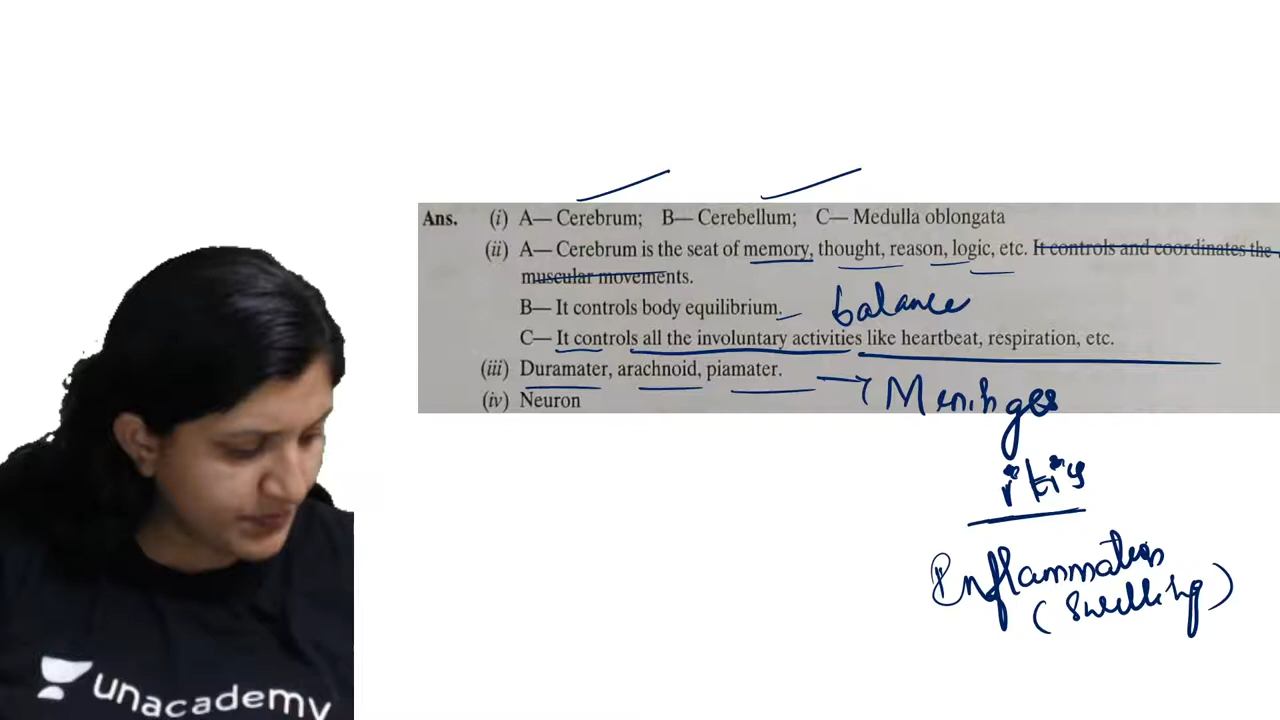 Ans. (i) A— Cerebrum; B— Cerebellum; C— Medulla oblongata
(ii) A— Cerebrum is the seat of memory, thought, reason, logic, etc. It controls and coordinates the
muscular movements.
B— It controls body equilibrium. balance
C— It controls all the involuntary activities like heartbeat, respiration, etc.
(iii) Duramater, arachnoid, piamater. → Meninges
(iv) Neuron
itis
Inflammation
(Swelling)
unacademy